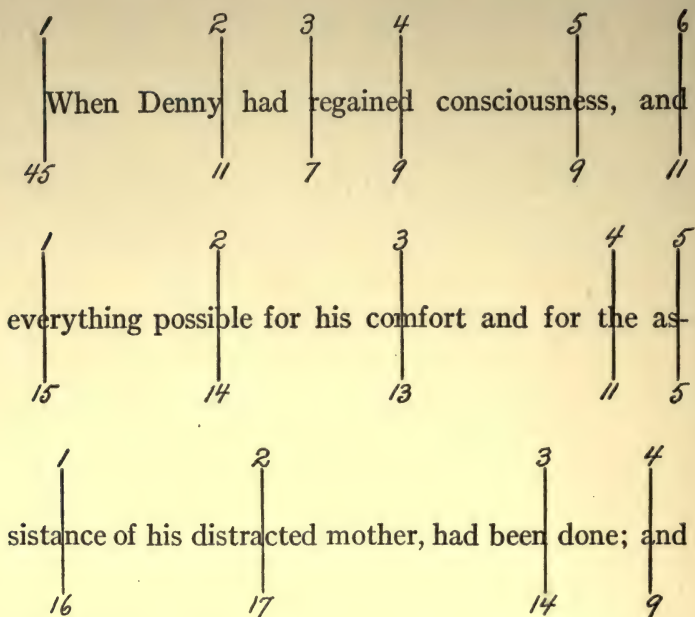 1 2 3 4 5 6
When Denny had regained consciousness, and
45 11 7 9 9 11
1 2 3 4 5
everything possible for his comfort and for the as-
15 14 13 11 5
1 2 3 4
sistance of his distracted mother, had been done; and
16 17 14 9